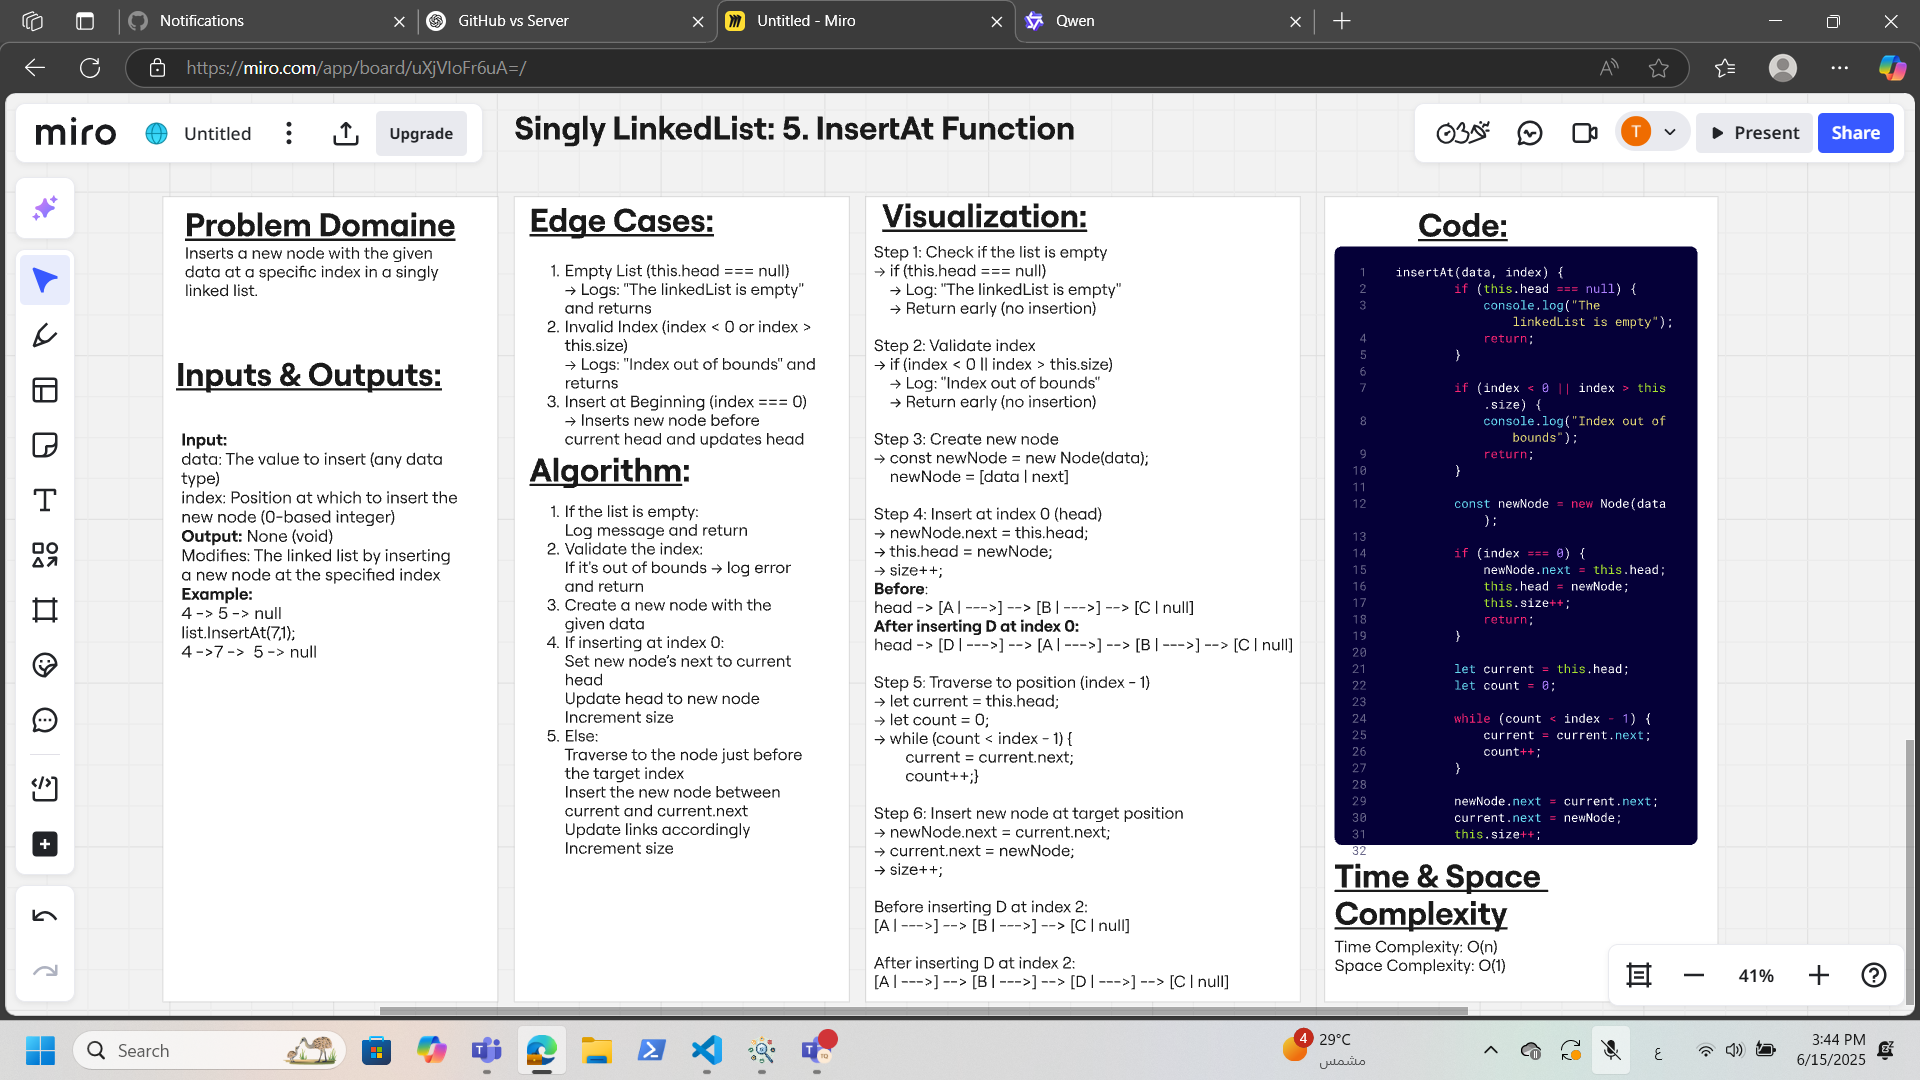 Notifications
GitHub vs Server
Untitled - Miro
Qwen
https://miro.com/app/board/uXjVIoFr6uA=/
miro
Untitled
Upgrade
Singly LinkedList: 5. InsertAt Function
T
Present
Share
Problem Domaine
Inserts a new node with the given
data at a specific index in a singly
linked list.
Inputs & Outputs:
Input:
data: The value to insert (any data
type)
index: Position at which to insert the
new node (0-based integer)
Output: None (void)
Modifies: The linked list by inserting
a new node at the specified index
Example:
4 -> 5 -> null
list.InsertAt(7,1);
4 ->7 -> 5 -> null
Edge Cases:
1. Empty List (this.head === null)
→ Logs: "The linkedList is empty"
and returns
2. Invalid Index (index < 0 or index >
this.size)
→ Logs: "Index out of bounds" and
returns
3. Insert at Beginning (index === 0)
→ Inserts new node before
current head and updates head
Algorithm:
1. If the list is empty:
Log message and return
2. Validate the index:
If it's out of bounds → log error
and return
3. Create a new node with the
given data
4. If inserting at index 0:
Set new node's next to current
head
Update head to new node
Increment size
5. Else:
Traverse to the node just before
the target index
Insert the new node between
current and current.next
Update links accordingly
Increment size
Visualization:
Step 1: Check if the list is empty
→ if (this.head === null)
→ Log: "The linkedList is empty"
→ Return early (no insertion)
Step 2: Validate index
→ if (index < 0 || index > this.size)
→ Log: "Index out of bounds"
→ Return early (no insertion)
Step 3: Create new node
→ const newNode = new Node(data);
newNode = [data | next]
Step 4: Insert at index 0 (head)
→ newNode.next = this.head;
→ this.head = newNode;
→ size++;
Before:
head -> [A | --->] --> [B | --->] --> [C | null]
After inserting D at index 0:
head -> [D | --->] --> [A | --->] --> [B | --->] --> [C | null]
Step 5: Traverse to position (index - 1)
→ let current = this.head;
→ let count = 0;
→ while (count < index - 1) {
current = current.next;
count++;}
Step 6: Insert new node at target position
→ newNode.next = current.next;
→ current.next = newNode;
→ size++;
Before inserting D at index 2:
[A | --->] --> [B | --->] --> [C | null]
After inserting D at index 2:
[A | --->] --> [B | --->] --> [D | --->] --> [C | null]
Code:
1 insertAt(data, index) {
2 if (this.head === null) {
3 console.log("The
linkedList is empty");
4 return;
5 }
6
7 if (index < 0 || index > this
.size) {
8 console.log("Index out of
bounds");
9 return;
10 }
11
12 const newNode = new Node(data
);
13
14 if (index === 0) {
15 newNode.next = this.head;
16 this.head = newNode;
17 this.size++;
18 return;
19 }
20
21 let current = this.head;
22 let count = 0;
23
24 while (count < index - 1) {
25 current = current.next;
26 count++;
27 }
28
29 newNode.next = current.next;
30 current.next = newNode;
31 this.size++;
32
Time & Space
Complexity
Time Complexity: O(n)
Space Complexity: O(1)
41%
Search
4
29°C
مشمس
ع
3:44 PM
6/15/2025